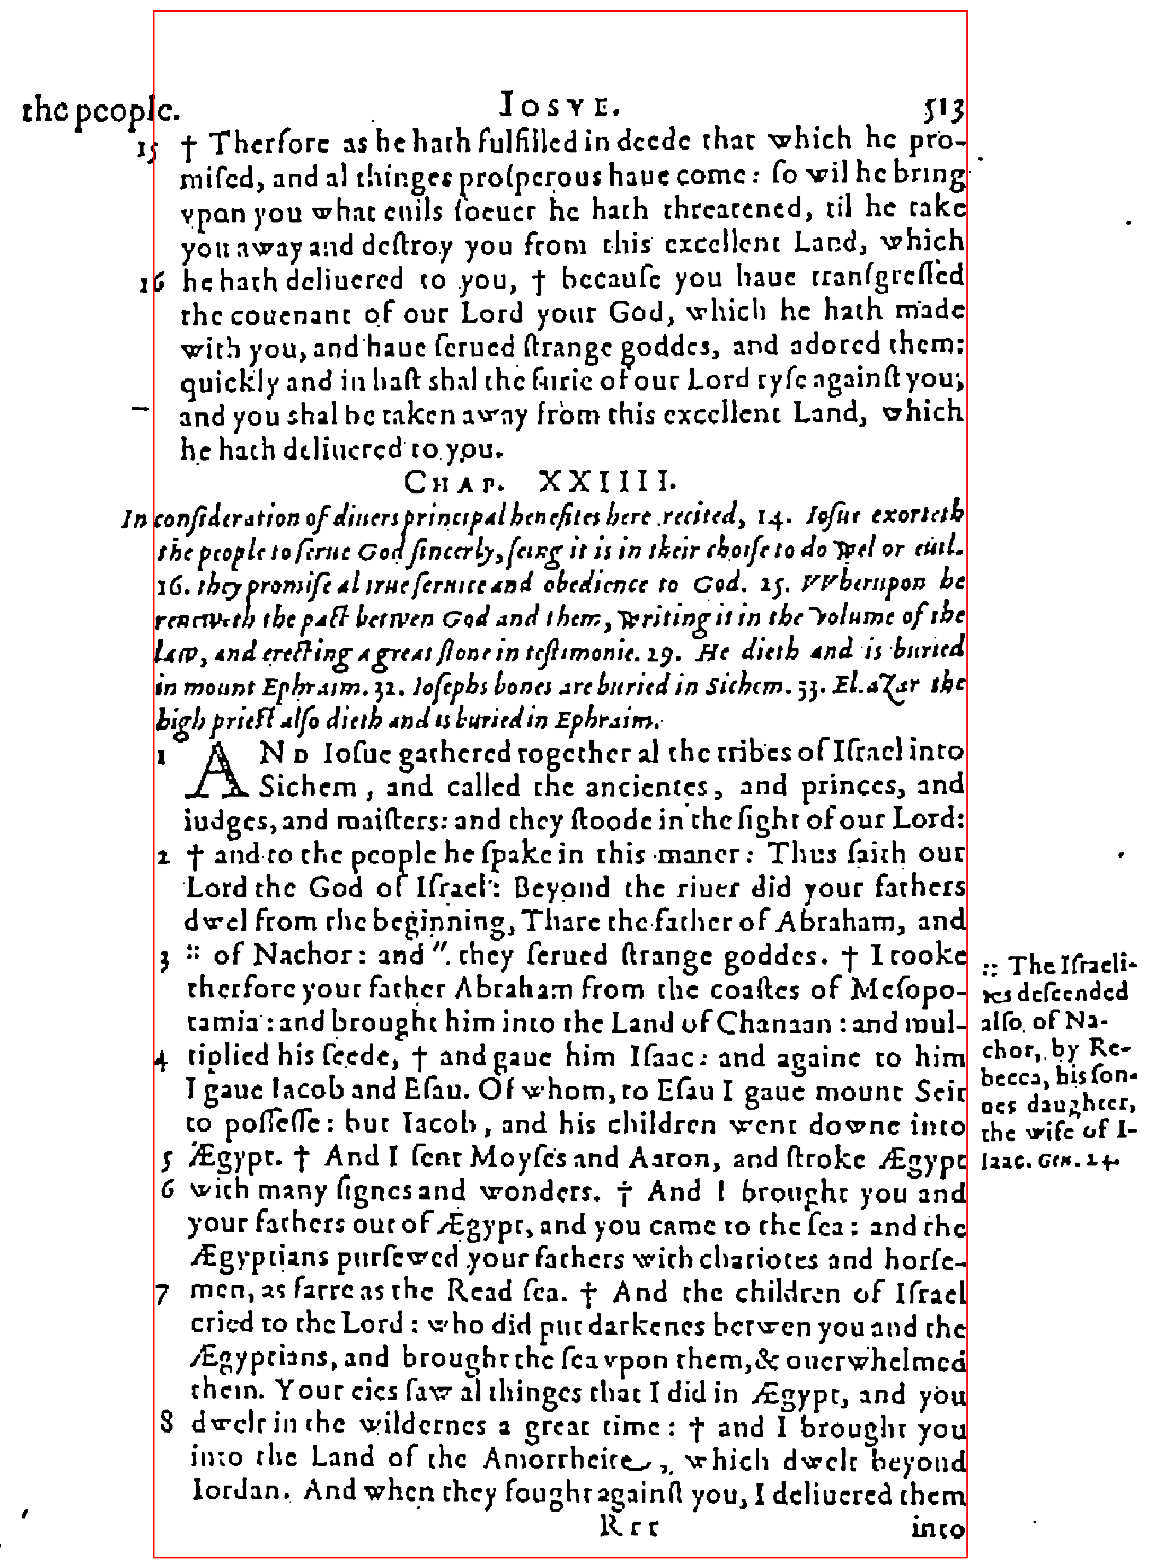 the people. IOSVE. 513
15 † Therfore as he hath fulfilled in deede that which he pro-
miſed, and al thinges proſperous haue come: ſo wil he bring
vpon you what euils ſoeuer he hath threatened, til he take
you away and deſtroy you from this excellent Land, which
16 he hath deliuered to you, † becauſe you haue tranſgreſſed
the couenant of our Lord your God, which he hath made
with you, and haue ſerued ſtrange goddes, and adored them:
quickly and in haſt shal the furie of our Lord ryſe againſt you;
and you shal be taken away from this excellent Land, which
he hath deliuered to you.
CHAP. XXIIII.
In conſideration of diuers principal benefites here recited, 14. Ioſue exorteth
the people to ſerue God ſincerly, ſeing it is in their choiſe to do wel or euil.
16. they promiſe al true ſeruice and obedience to God. 25. VVherupon he
reneweth the pact betwen God and them, writing it in the volume of the
Law, and erecting a great ſtone in teſtimonie. 29. He dieth and is buried
in mount Ephraim. 32. Ioſephs bones are buried in Sichem. 33. Eleazar the
high prieſt alſo dieth and is buried in Ephraim.
1 AND Ioſue gathered together al the tribes of Iſrael into
Sichem, and called the ancientes, and princes, and
iudges, and maiſters: and they ſtoode in the ſight of our Lord:
2 † and to the people he ſpake in this maner: Thus ſaith our
Lord the God of Iſrael: Beyond the riuer did your fathers
dwel from the beginning, Thare the father of Abraham, and
3 :: of Nachor: and ". they ſerued ſtrange goddes. † I tooke
therfore your father Abraham from the coaſtes of Meſopo-
tamia: and brought him into the Land of Chanaan: and mul-
4 tiplied his ſeede, † and gaue him Iſaac: and againe to him
I gaue Iacob and Eſau. Of whom, to Eſau I gaue mount Seir
to poſſeſſe: but Iacob, and his children went downe into
5 Ægypt. † And I ſent Moyſes and Aaron, and ſtroke Ægypt
6 with many ſignes and wonders. † And I brought you and
your fathers out of Ægypt, and you came to the ſea: and the
Ægyptians purſewed your fathers with chariotes and horſe-
7 men, as farre as the Read ſea. † And the children of Iſrael
cried to the Lord: who did put darkenes betwen you and the
Ægyptians, and brought the ſea vpon them, & ouerwhelmed
them. Your eies ſaw al thinges that I did in Ægypt, and you
8 dwelt in the wildernes a great time: † and I brought you
into the Land of the Amorrheite, which dwelt beyond
Iordan. And when they fought againſt you, I deliuered them
Rrr into
:: The Iſraeli-
tes deſcended
alſo of Na-
chor, by Re-
becca, his ſon-
nes daughter,
the wife of I-
ſaac. Gen. 24.